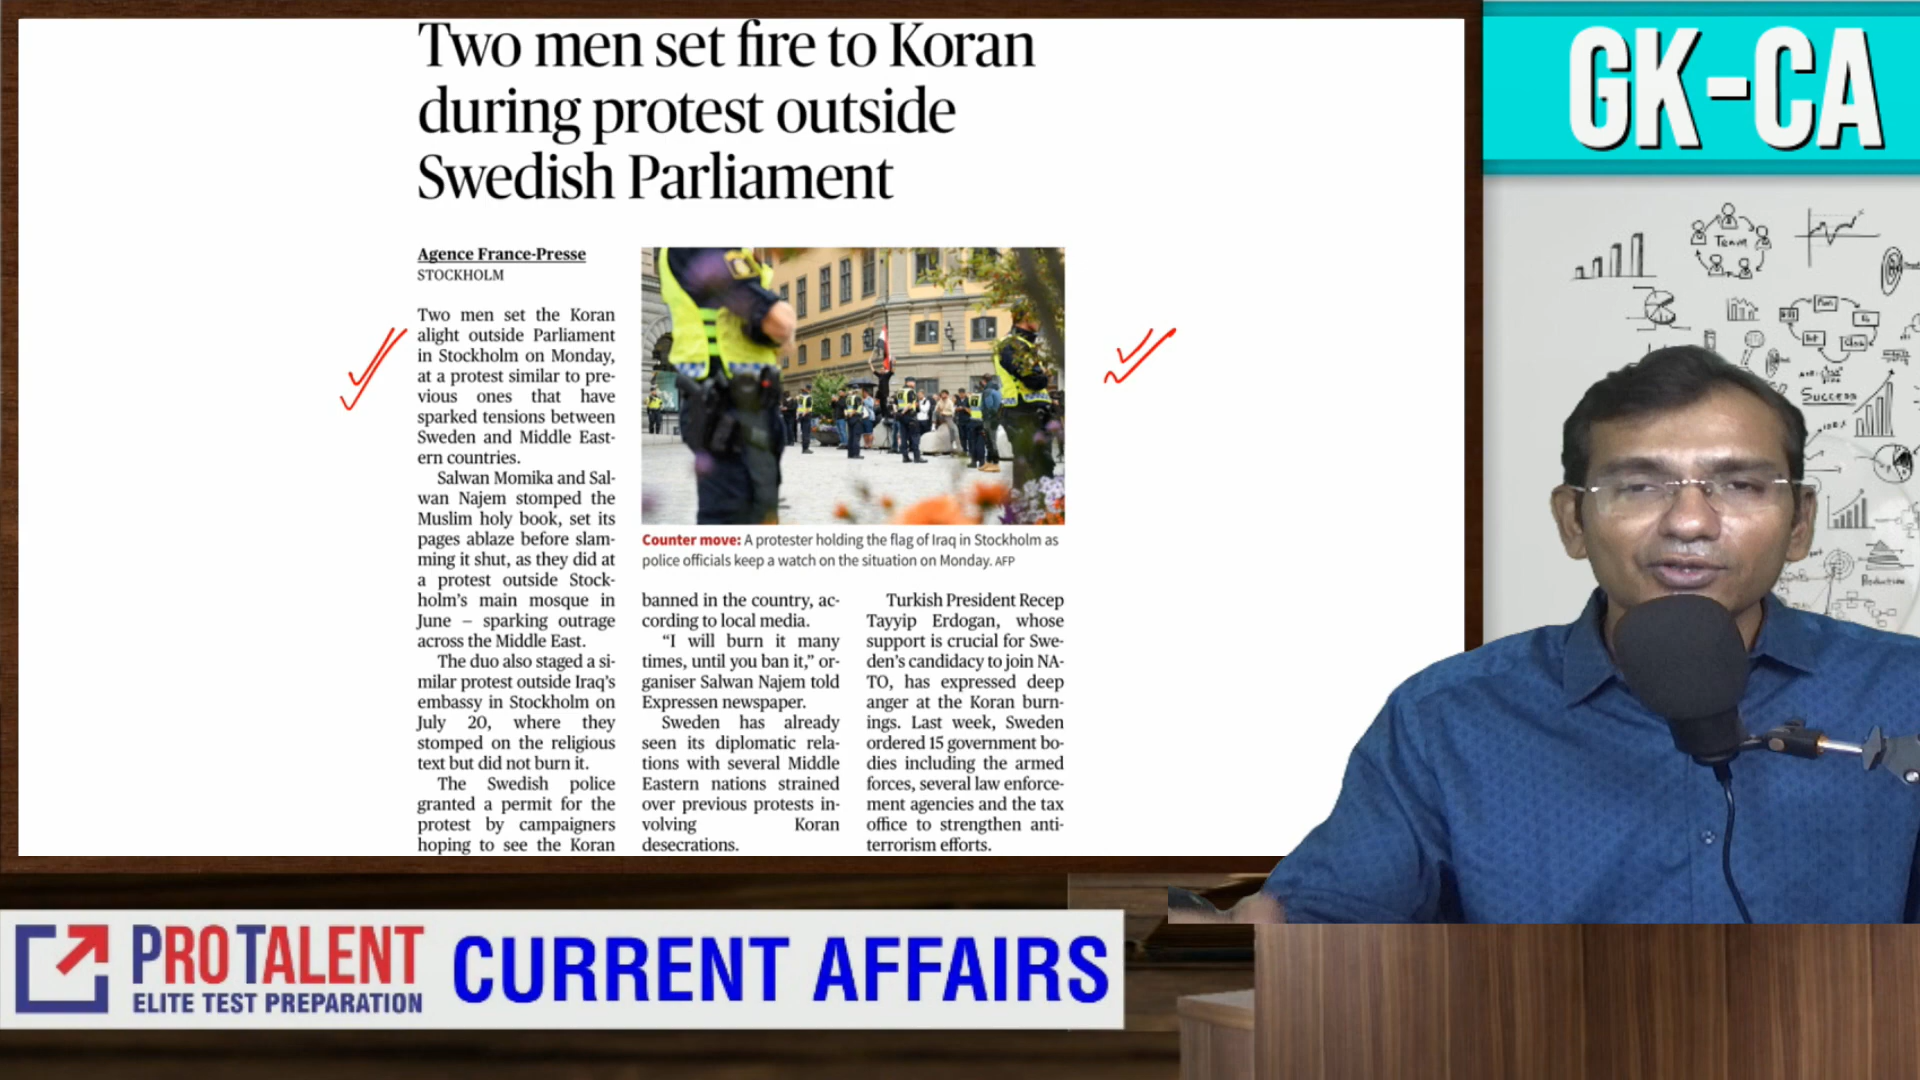 Two men set fire to Koran
during protest outside
Swedish Parliament
Agence France-Presse
STOCKHOLM
Two men set the Koran
alight outside Parliament
in Stockholm on Monday,
at a protest similar to pre-
vious ones that have
sparked tensions between
Sweden and Middle East-
ern countries.
Salwan Momika and Sal-
wan Najem stomped the
Muslim holy book, set its
pages ablaze before slam-
ming it shut, as they did at
a protest outside Stock-
holm's main mosque in
June – sparking outrage
across the Middle East.
The duo also staged a si-
milar protest outside Iraq's
embassy in Stockholm on
July 20, where they
stomped on the religious
text but did not burn it.
The Swedish police
granted a permit for the
protest by campaigners
hoping to see the Koran
Counter move: A protester holding the flag of Iraq in Stockholm as
police officials keep a watch on the situation on Monday. AFP
banned in the country, ac-
cording to local media.
“I will burn it many
times, until you ban it,” or-
ganiser Salwan Najem told
Expressen newspaper.
Sweden has already
seen its diplomatic rela-
tions with several Middle
Eastern nations strained
over previous protests in-
volving Koran
desecrations.
Turkish President Recep
Tayyip Erdogan, whose
support is crucial for Swe-
den's candidacy to join NA-
TO, has expressed deep
anger at the Koran burn-
ings. Last week, Sweden
ordered 15 government bo-
dies including the armed
forces, several law enforce-
ment agencies and the tax
office to strengthen anti-
terrorism efforts.
GK-CA
Team
Plan
Success
Production
PROTALENT
ELITE TEST PREPARATION
CURRENT AFFAIRS